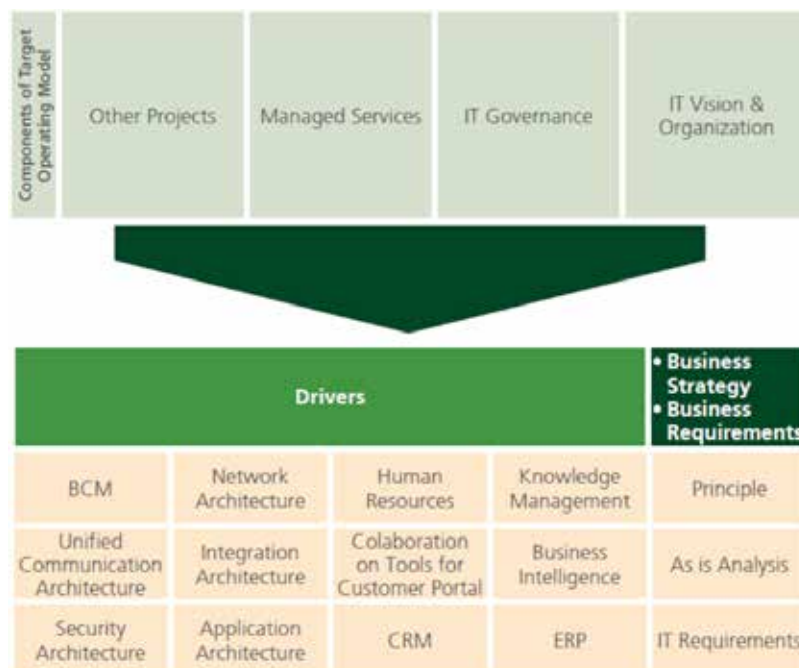 Components of Target
Operating Model
Other Projects
Managed Services
IT Governance
IT Vision &
Organization
Drivers
• Business
Strategy
• Business
Requirements
BCM
Network
Architecture
Human
Resources
Knowledge
Management
Principle
Unified
Communication
Architecture
Integration
Architecture
Colaboration
on Tools for
Customer Portal
Business
Intelligence
As is Analysis
Security
Architecture
Application
Architecture
CRM
ERP
IT Requirements